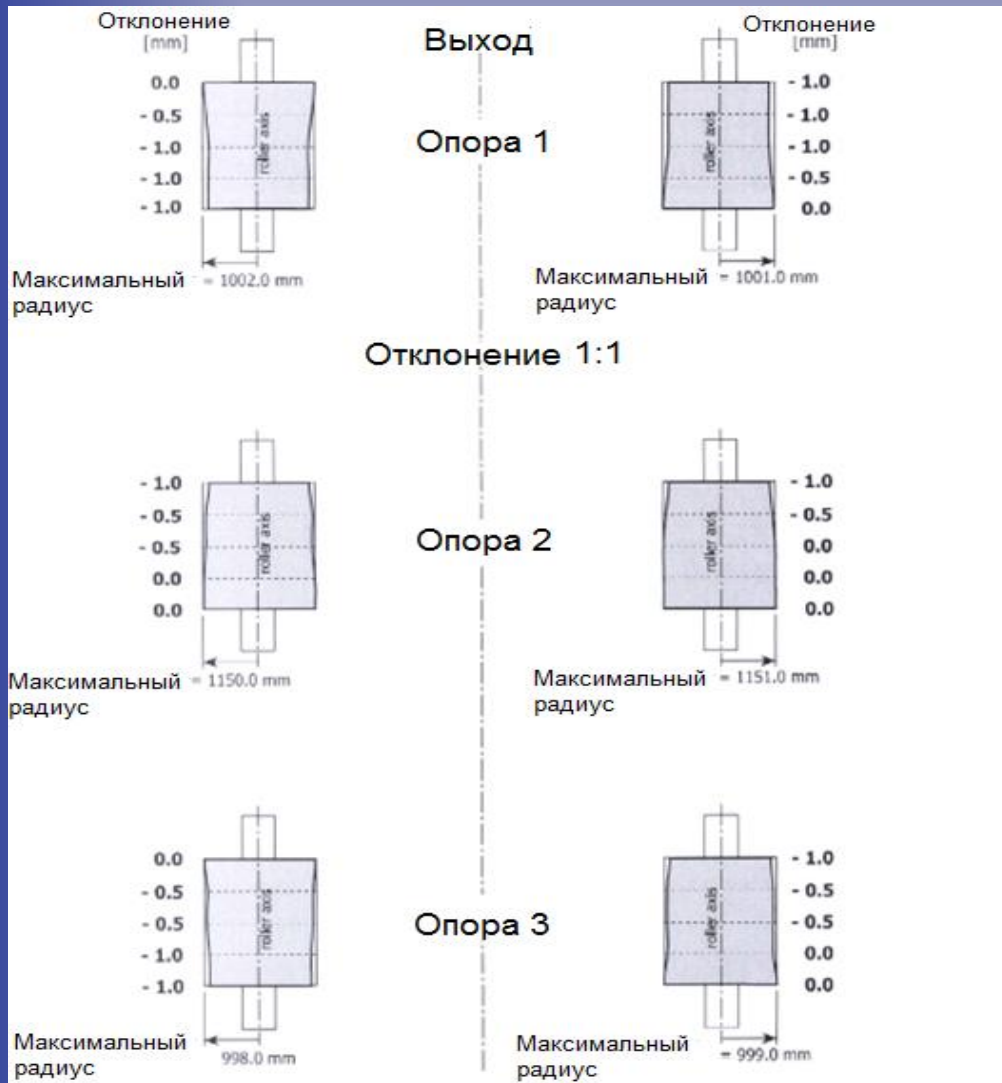 Отклонение
[mm]
Выход
Отклонение
[mm]
0.0
- 0.5
- 1.0
- 1.0
- 1.0
roller axis
Опора 1
roller axis
- 1.0
- 1.0
- 1.0
- 0.5
0.0
Максимальный = 1002.0 mm
радиус
Максимальный = 1001.0 mm
радиус
Отклонение 1:1
- 1.0
- 0.5
- 0.5
0.0
0.0
roller axis
Опора 2
roller axis
- 1.0
- 0.5
0.0
0.0
0.0
Максимальный = 1150.0 mm
радиус
Максимальный = 1151.0 mm
радиус
0.0
- 0.5
- 0.5
- 1.0
- 1.0
roller axis
Опора 3
roller axis
- 1.0
- 0.5
- 0.5
0.0
0.0
Максимальный 998.0 mm
радиус
Максимальный = 999.0 mm
радиус